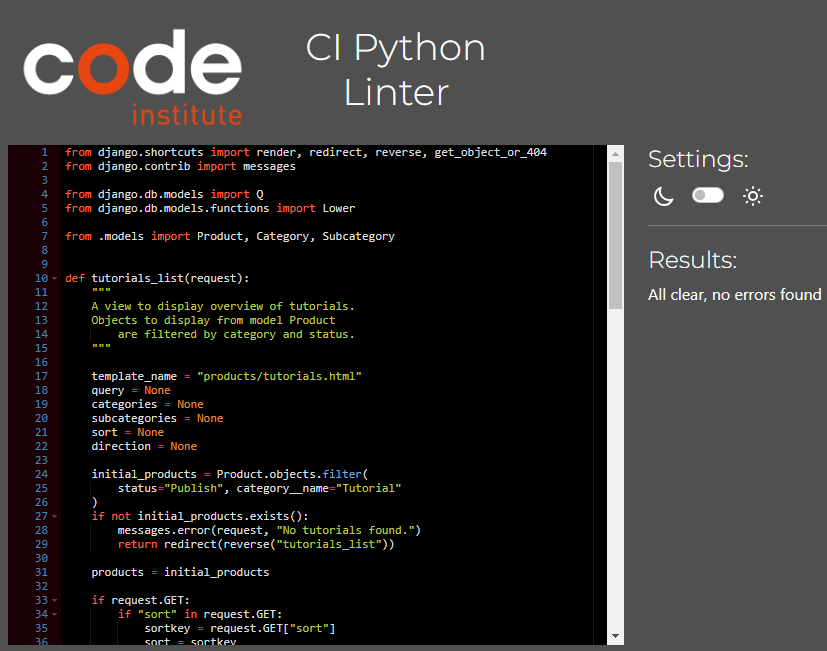 code
institute
CI Python
Linter
1 from django.shortcuts import render, redirect, reverse, get_object_or_404
2 from django.contrib import messages
3
4 from django.db.models import Q
5 from django.db.models.functions import Lower
6
7 from .models import Product, Category, Subcategory
8
9
10 def tutorials_list(request):
11     """
12     A view to display overview of tutorials.
13     Objects to display from model Product
14         are filtered by category and status.
15     """
16
17     template_name = "products/tutorials.html"
18     query = None
19     categories = None
20     subcategories = None
21     sort = None
22     direction = None
23
24     initial_products = Product.objects.filter(
25         status="Publish", category__name="Tutorial"
26     )
27     if not initial_products.exists():
28         messages.error(request, "No tutorials found.")
29         return redirect(reverse("tutorials_list"))
30
31     products = initial_products
32
33     if request.GET:
34         if "sort" in request.GET:
35             sortkey = request.GET["sort"]
36             sort = sortkey
Settings:
Results:
All clear, no errors found